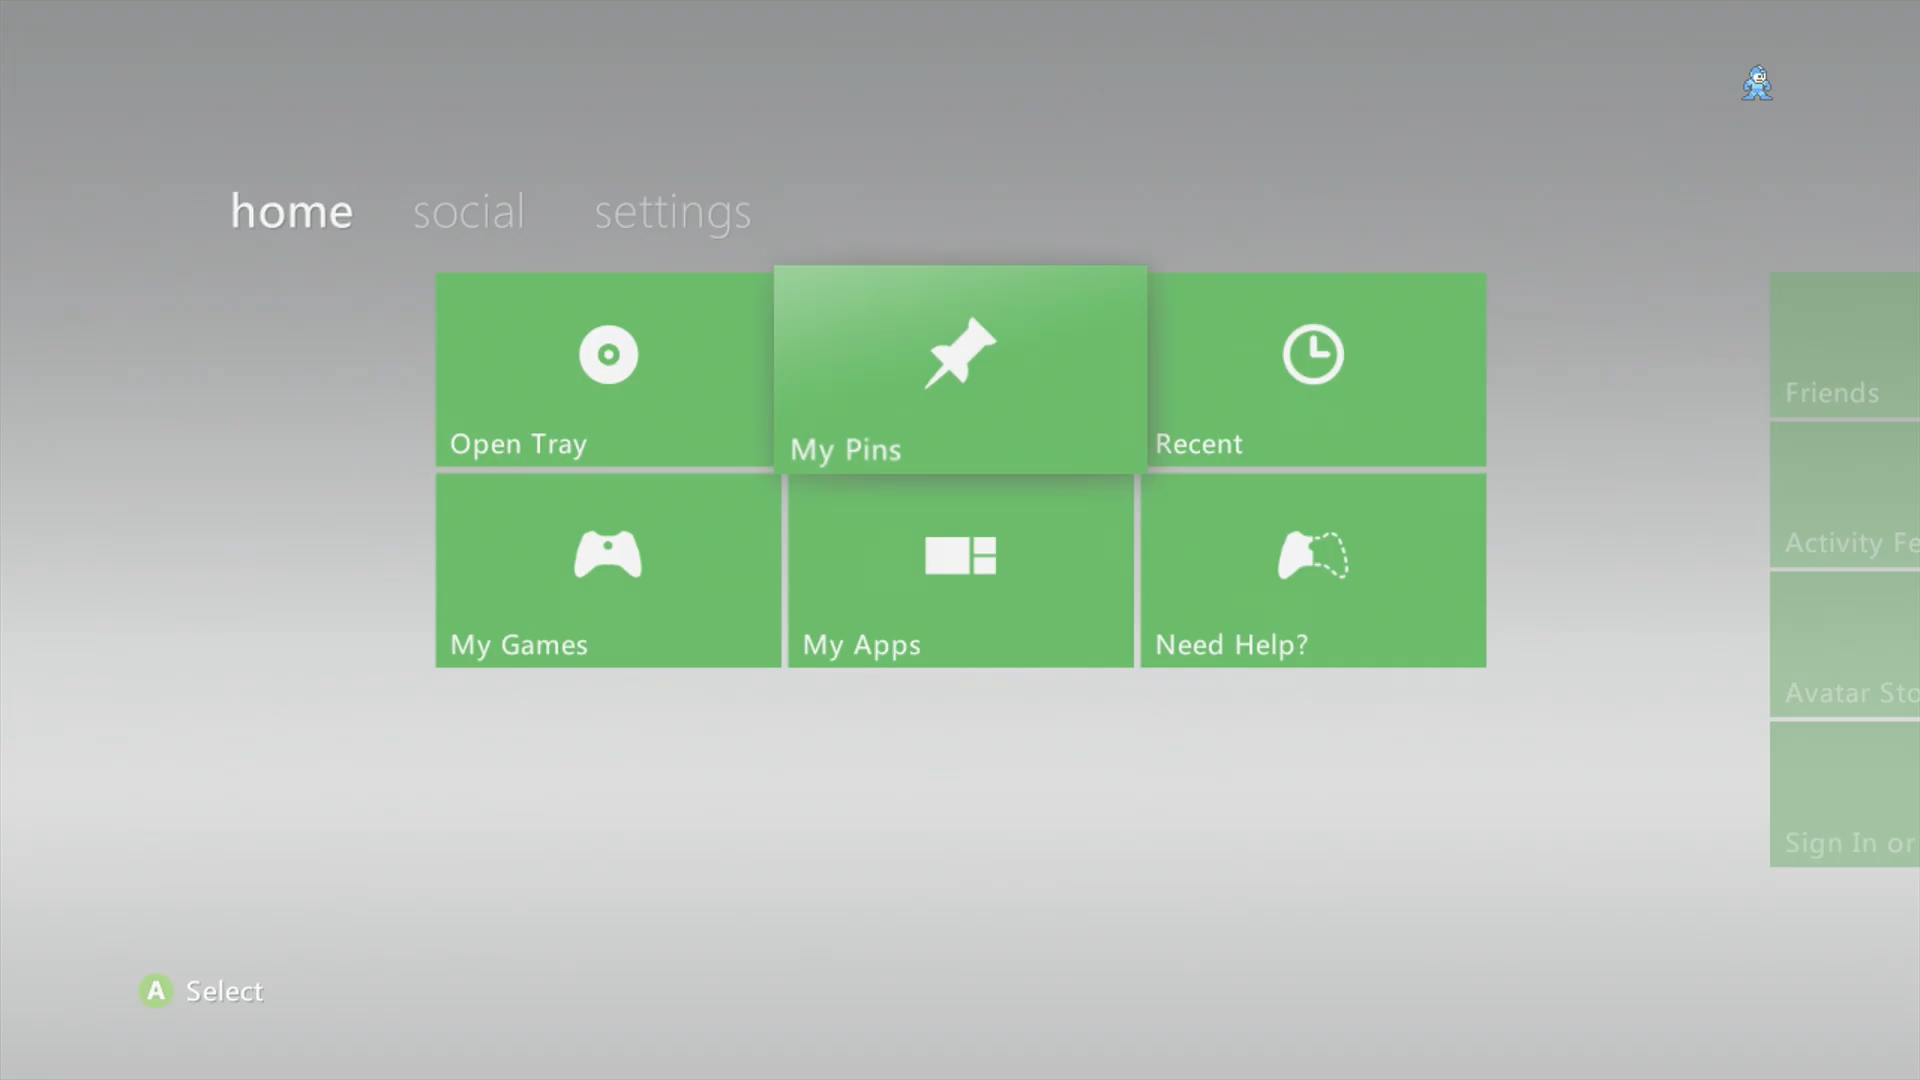 home social settings
Open Tray
My Pins
Recent
My Games
My Apps
Need Help?
Friends
Activity Fe
Avatar Sto
Sign In or
A Select